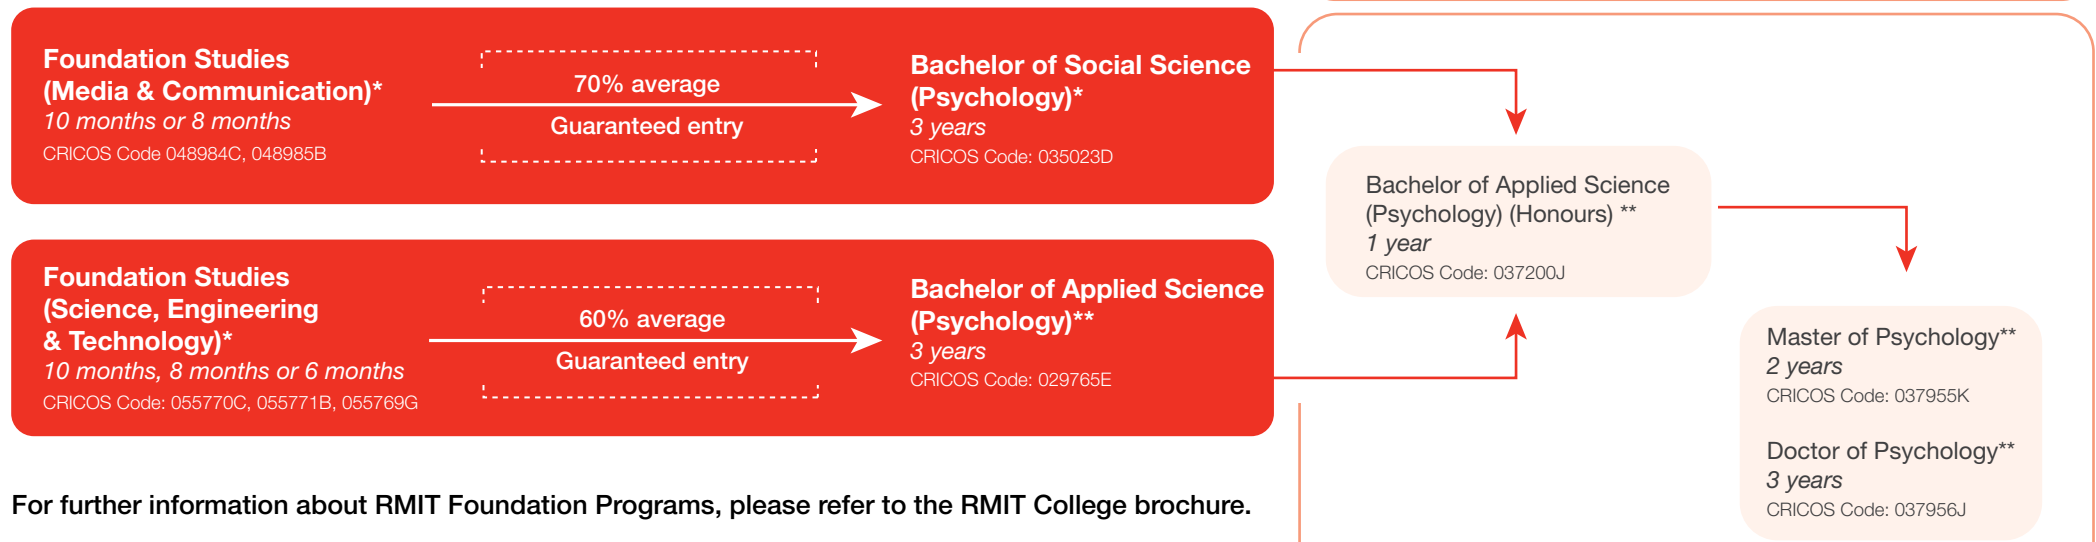 Foundation Studies
(Media & Communication)*
10 months or 8 months
CRICOS Code 048984C, 048985B
70% average
Guaranteed entry
Bachelor of Social Science
(Psychology)*
3 years
CRICOS Code: 035023D
Foundation Studies
(Science, Engineering
& Technology)*
10 months, 8 months or 6 months
CRICOS Code: 055770C, 055771B, 055769G
60% average
Guaranteed entry
Bachelor of Applied Science
(Psychology)**
3 years
CRICOS Code: 029765E
Bachelor of Applied Science
(Psychology) (Honours) **
1 year
CRICOS Code: 037200J
Master of Psychology**
2 years
CRICOS Code: 037955K
Doctor of Psychology**
3 years
CRICOS Code: 037956J
For further information about RMIT Foundation Programs, please refer to the RMIT College brochure.